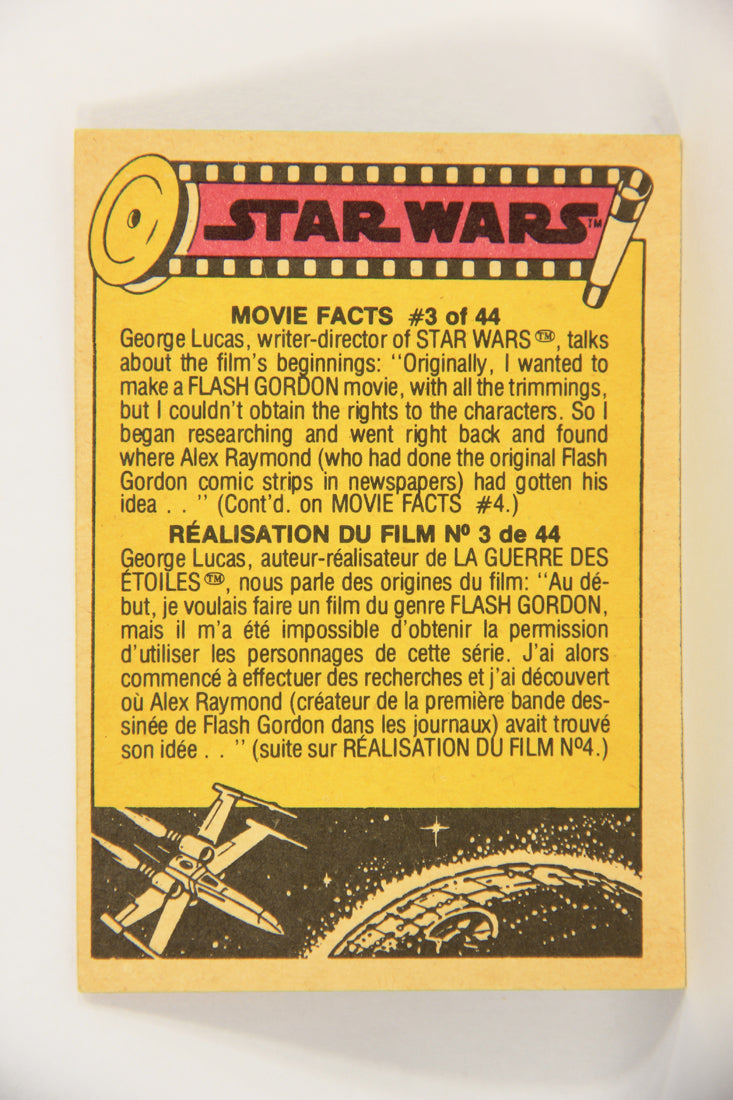 STAR WARS™
MOVIE FACTS #3 of 44
George Lucas, writer-director of STAR WARS™, talks
about the film's beginnings: "Originally, I wanted to
make a FLASH GORDON movie, with all the trimmings,
but I couldn't obtain the rights to the characters. So I
began researching and went right back and found
where Alex Raymond (who had done the original Flash
Gordon comic strips in newspapers) had gotten his
idea . . " (Cont'd. on MOVIE FACTS #4.)
RÉALISATION DU FILM Nº 3 de 44
George Lucas, auteur-réalisateur de LA GUERRE DES
ÉTOILES™, nous parle des origines du film: "Au dé-
but, je voulais faire un film du genre FLASH GORDON,
mais il m'a été impossible d'obtenir la permission
d'utiliser les personnages de cette série. J'ai alors
commencé à effectuer des recherches et j'ai découvert
où Alex Raymond (créateur de la première bande des-
sinée de Flash Gordon dans les journaux) avait trouvé
son idée . . " (suite sur RÉALISATION DU FILM Nº4.)